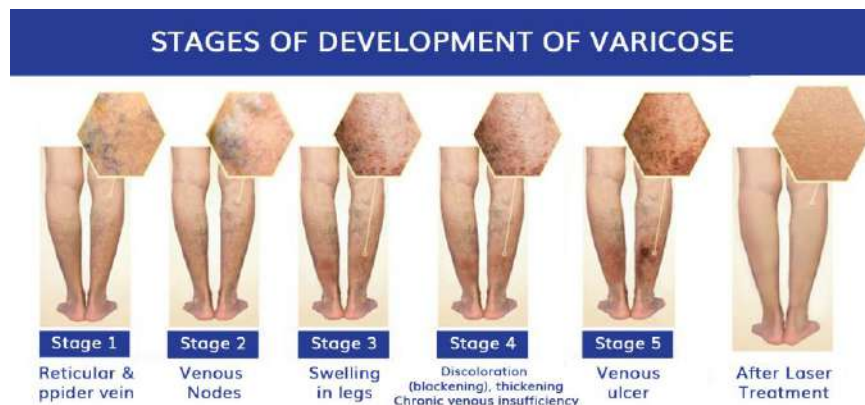 STAGES OF DEVELOPMENT OF VARICOSE
Stage 1
Reticular &
ppider vein
Stage 2
Venous
Nodes
Stage 3
Swelling
in legs
Stage 4
Discoloration
(blackening), thickening
Chronic venous insufficiency
Stage 5
Venous
ulcer
After Laser
Treatment